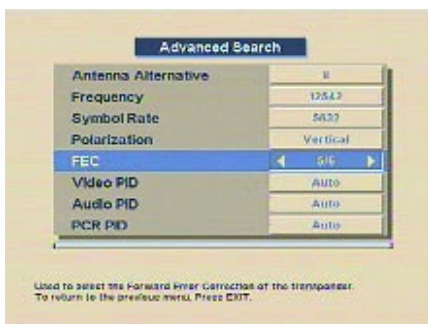 Advanced Search
Antenna Alternative 8
Frequency 12542
Symbol Rate 5632
Polarization Vertical
FEC 5/6
Video PID Auto
Audio PID Auto
PCR PID Auto
Used to select the Forward Error Correction of the transponder.
To return to the previous menu, Press EXIT.